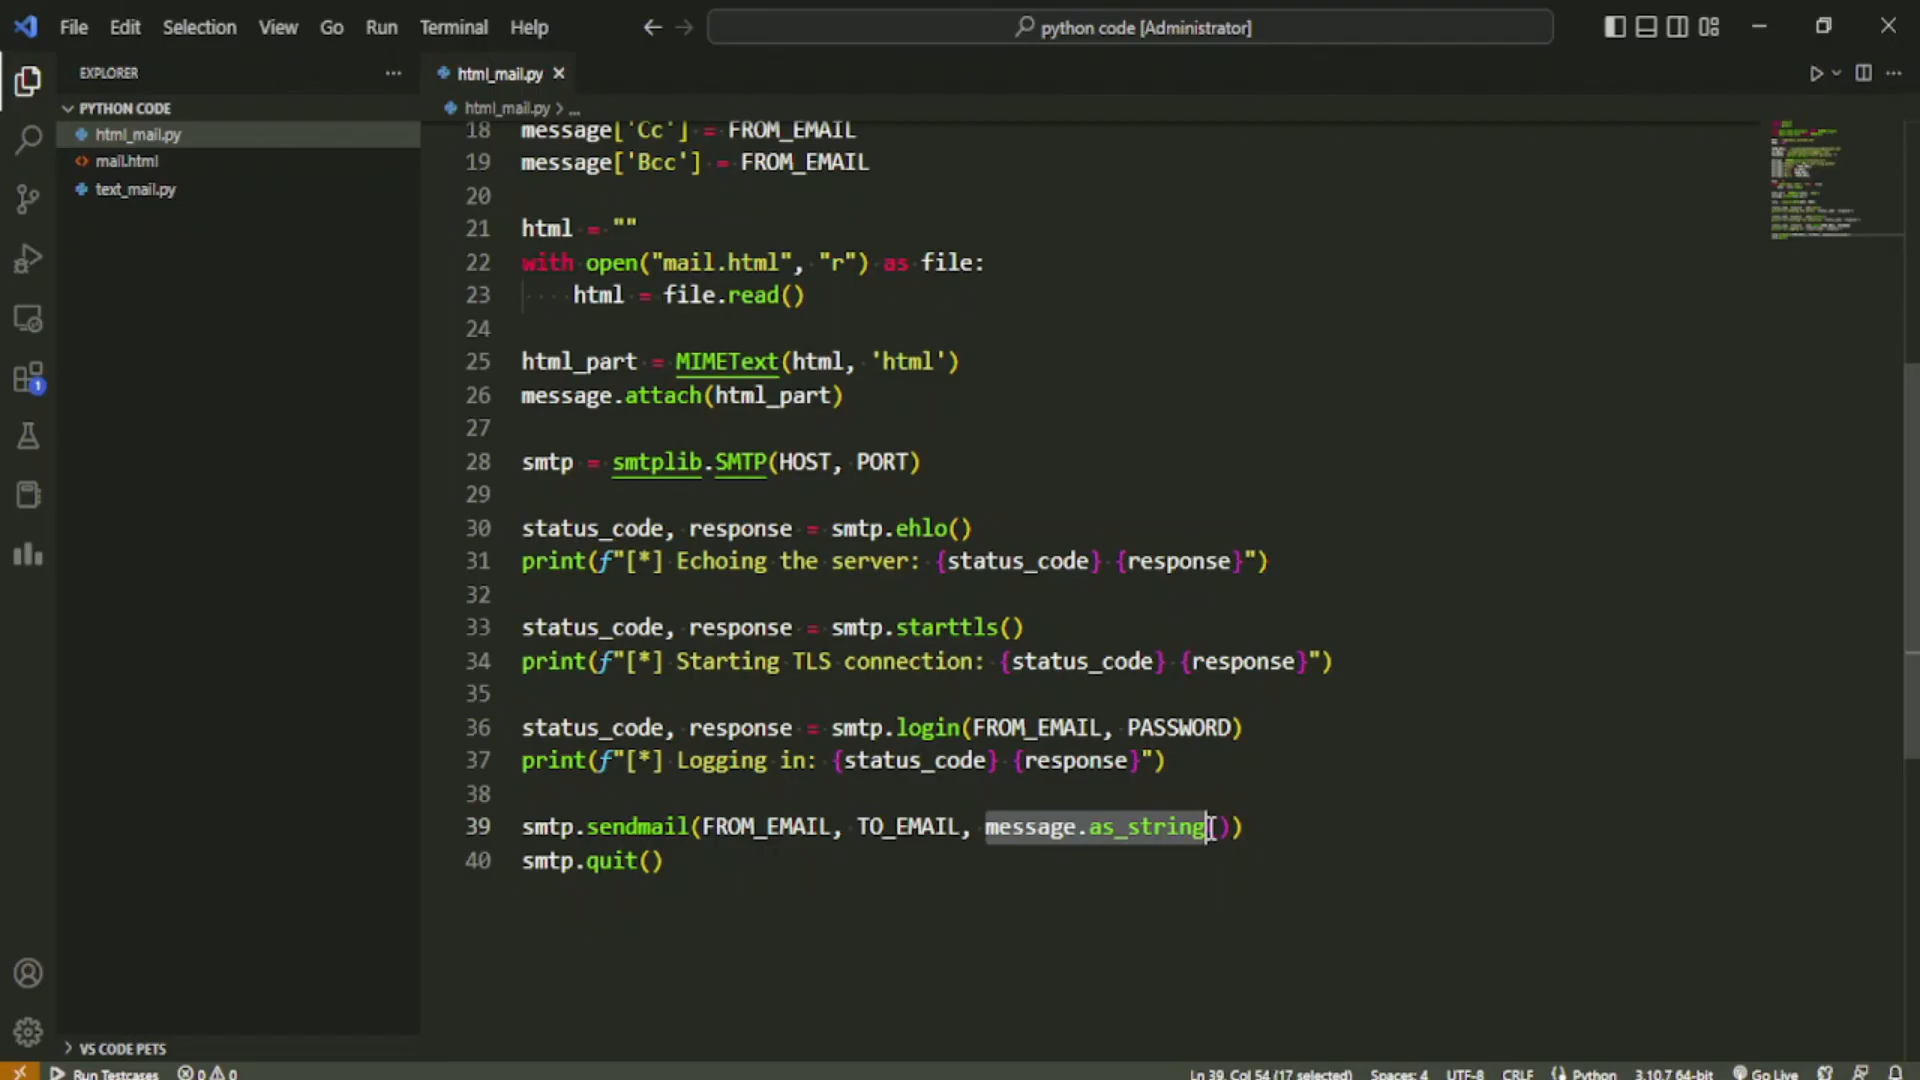 File Edit Selection View Go Run Terminal Help
python code [Administrator]
EXPLORER
PYTHON CODE
html_mail.py
mail.html
text_mail.py
VS CODE PETS
html_mail.py
html_mail.py > ...
18 message['Cc'] = FROM_EMAIL
19 message['Bcc'] = FROM_EMAIL
20
21 html = ""
22 with open("mail.html", "r") as file:
23     html = file.read()
24
25 html_part = MIMEText(html, 'html')
26 message.attach(html_part)
27
28 smtp = smtplib.SMTP(HOST, PORT)
29
30 status_code, response = smtp.ehlo()
31 print(f"[*] Echoing the server: {status_code} {response}")
32
33 status_code, response = smtp.starttls()
34 print(f"[*] Starting TLS connection: {status_code} {response}")
35
36 status_code, response = smtp.login(FROM_EMAIL, PASSWORD)
37 print(f"[*] Logging in: {status_code} {response}")
38
39 smtp.sendmail(FROM_EMAIL, TO_EMAIL, message.as_string())
40 smtp.quit()
1
Run Testcases 0 0
Ln 39, Col 54 (17 selected) Spaces: 4 UTF-8 CRLF Python 3.10.7 64-bit Go Live